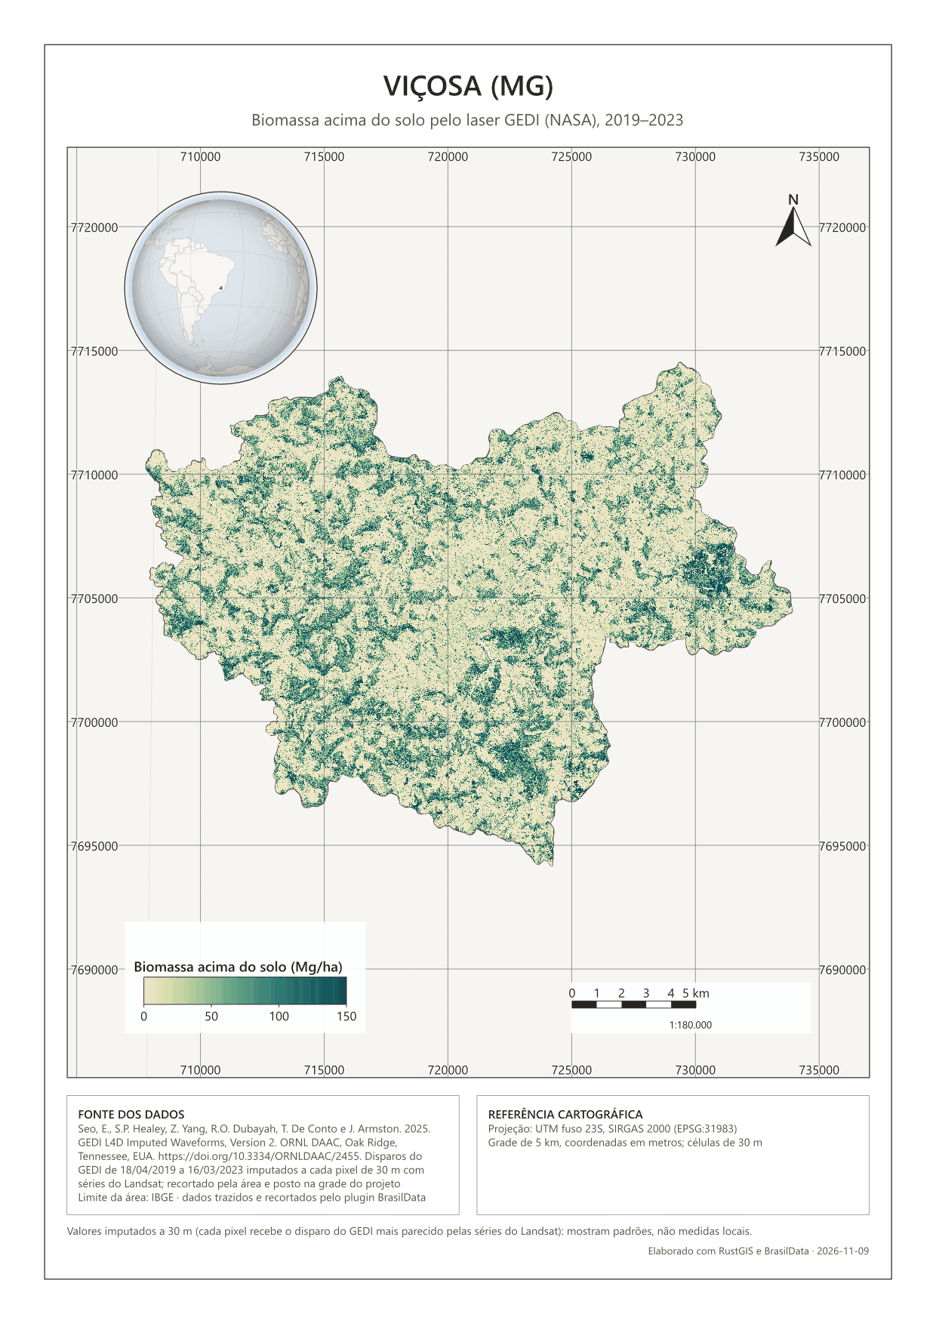 VIÇOSA (MG)
Biomassa acima do solo pelo laser GEDI (NASA), 2019–2023
710000 715000 720000 725000 730000 735000
N
7720000 7720000
7715000 7715000
7710000 7710000
7705000 7705000
7700000 7700000
7695000 7695000
Biomassa acima do solo (Mg/ha)
7690000 7690000
0 50 100 150
0 1 2 3 4 5 km
1:180.000
710000 715000 720000 725000 730000 735000
FONTE DOS DADOS
Seo, E., S.P. Healey, Z. Yang, R.O. Dubayah, T. De Conto e J. Armston. 2025.
GEDI L4D Imputed Waveforms, Version 2. ORNL DAAC, Oak Ridge,
Tennessee, EUA. https://doi.org/10.3334/ORNLDAAC/2455. Disparos do
GEDI de 18/04/2019 a 16/03/2023 imputados a cada pixel de 30 m com
séries do Landsat; recortado pela área e posto na grade do projeto
Limite da área: IBGE · dados trazidos e recortados pelo plugin BrasilData
REFERÊNCIA CARTOGRÁFICA
Projeção: UTM fuso 23S, SIRGAS 2000 (EPSG:31983)
Grade de 5 km, coordenadas em metros; células de 30 m
Valores imputados a 30 m (cada pixel recebe o disparo do GEDI mais parecido pelas séries do Landsat): mostram padrões, não medidas locais.
Elaborado com RustGIS e BrasilData · 2026-11-09